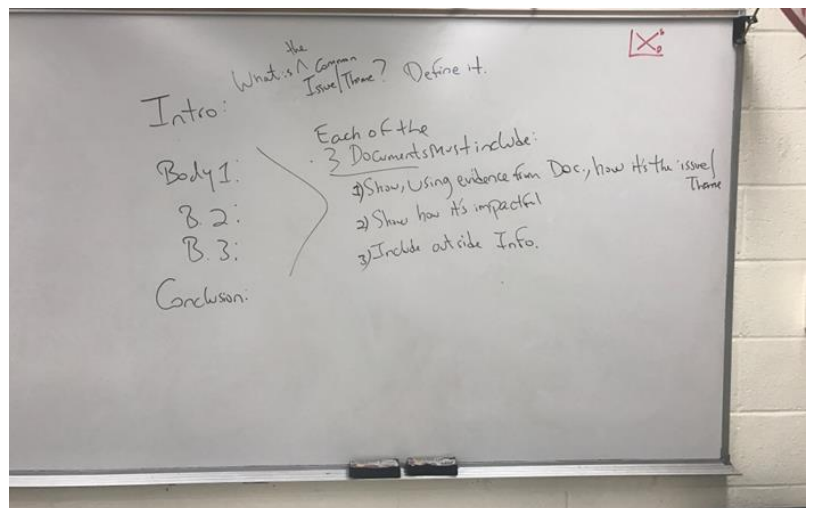 Intro: What is the Common Issue/Theme? Define it.
Each of the
3 Documents Must include:
Body 1:
1) Show, Using evidence from Doc., how it's the issue/
Theme
B. 2:
2) Show how it's impactful
B. 3:
3) Include outside Info.
Conclusion: